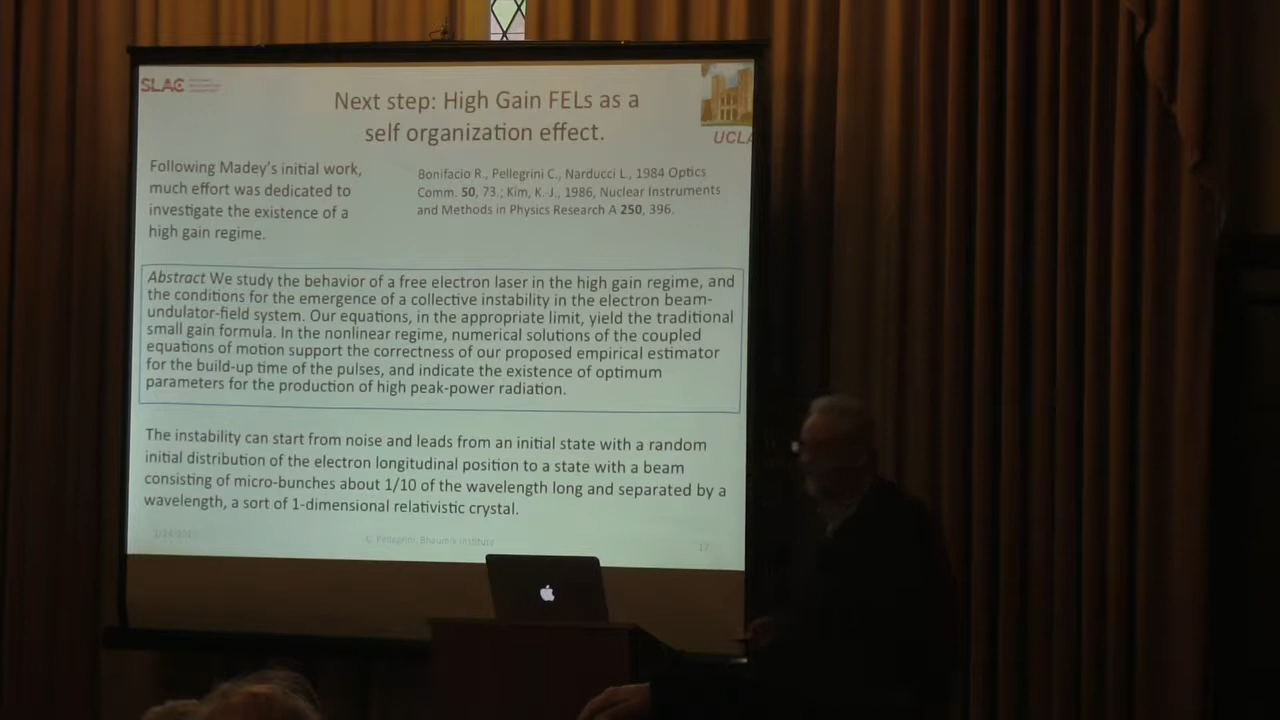 SLAC
Next step: High Gain FELs as a
self organization effect.
UCLA
Following Madey's initial work,
much effort was dedicated to
investigate the existence of a
high gain regime.
Bonifacio R., Pellegrini C., Narducci L., 1984 Optics
Comm. 50, 73.; Kim, K.-J., 1986, Nuclear Instruments
and Methods in Physics Research A 250, 396.
Abstract We study the behavior of a free electron laser in the high gain regime, and
the conditions for the emergence of a collective instability in the electron beam-
undulator-field system. Our equations, in the appropriate limit, yield the traditional
small gain formula. In the nonlinear regime, numerical solutions of the coupled
equations of motion support the correctness of our proposed empirical estimator
for the build-up time of the pulses, and indicate the existence of optimum
parameters for the production of high peak-power radiation.
The instability can start from noise and leads from an initial state with a random
initial distribution of the electron longitudinal position to a state with a beam
consisting of micro-bunches about 1/10 of the wavelength long and separated by a
wavelength, a sort of 1-dimensional relativistic crystal.
C. Pellegrini, Bhaumik Institute
17